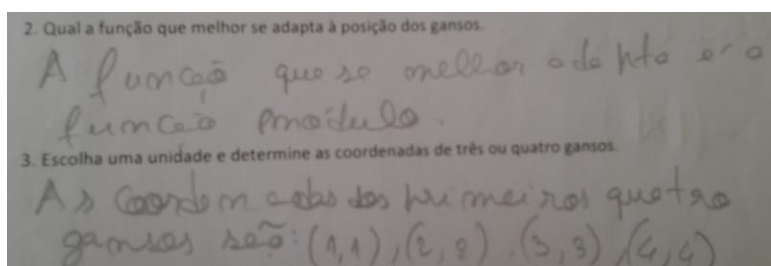 2. Qual a função que melhor se adapta à posição dos gansos.
A função que se melhor adapta é a
função módulo.
3. Escolha uma unidade e determine as coordenadas de três ou quatro gansos.
As coordenadas dos primeiros quatro
gansos são: (1,1), (2,2), (3,3), (4,4)